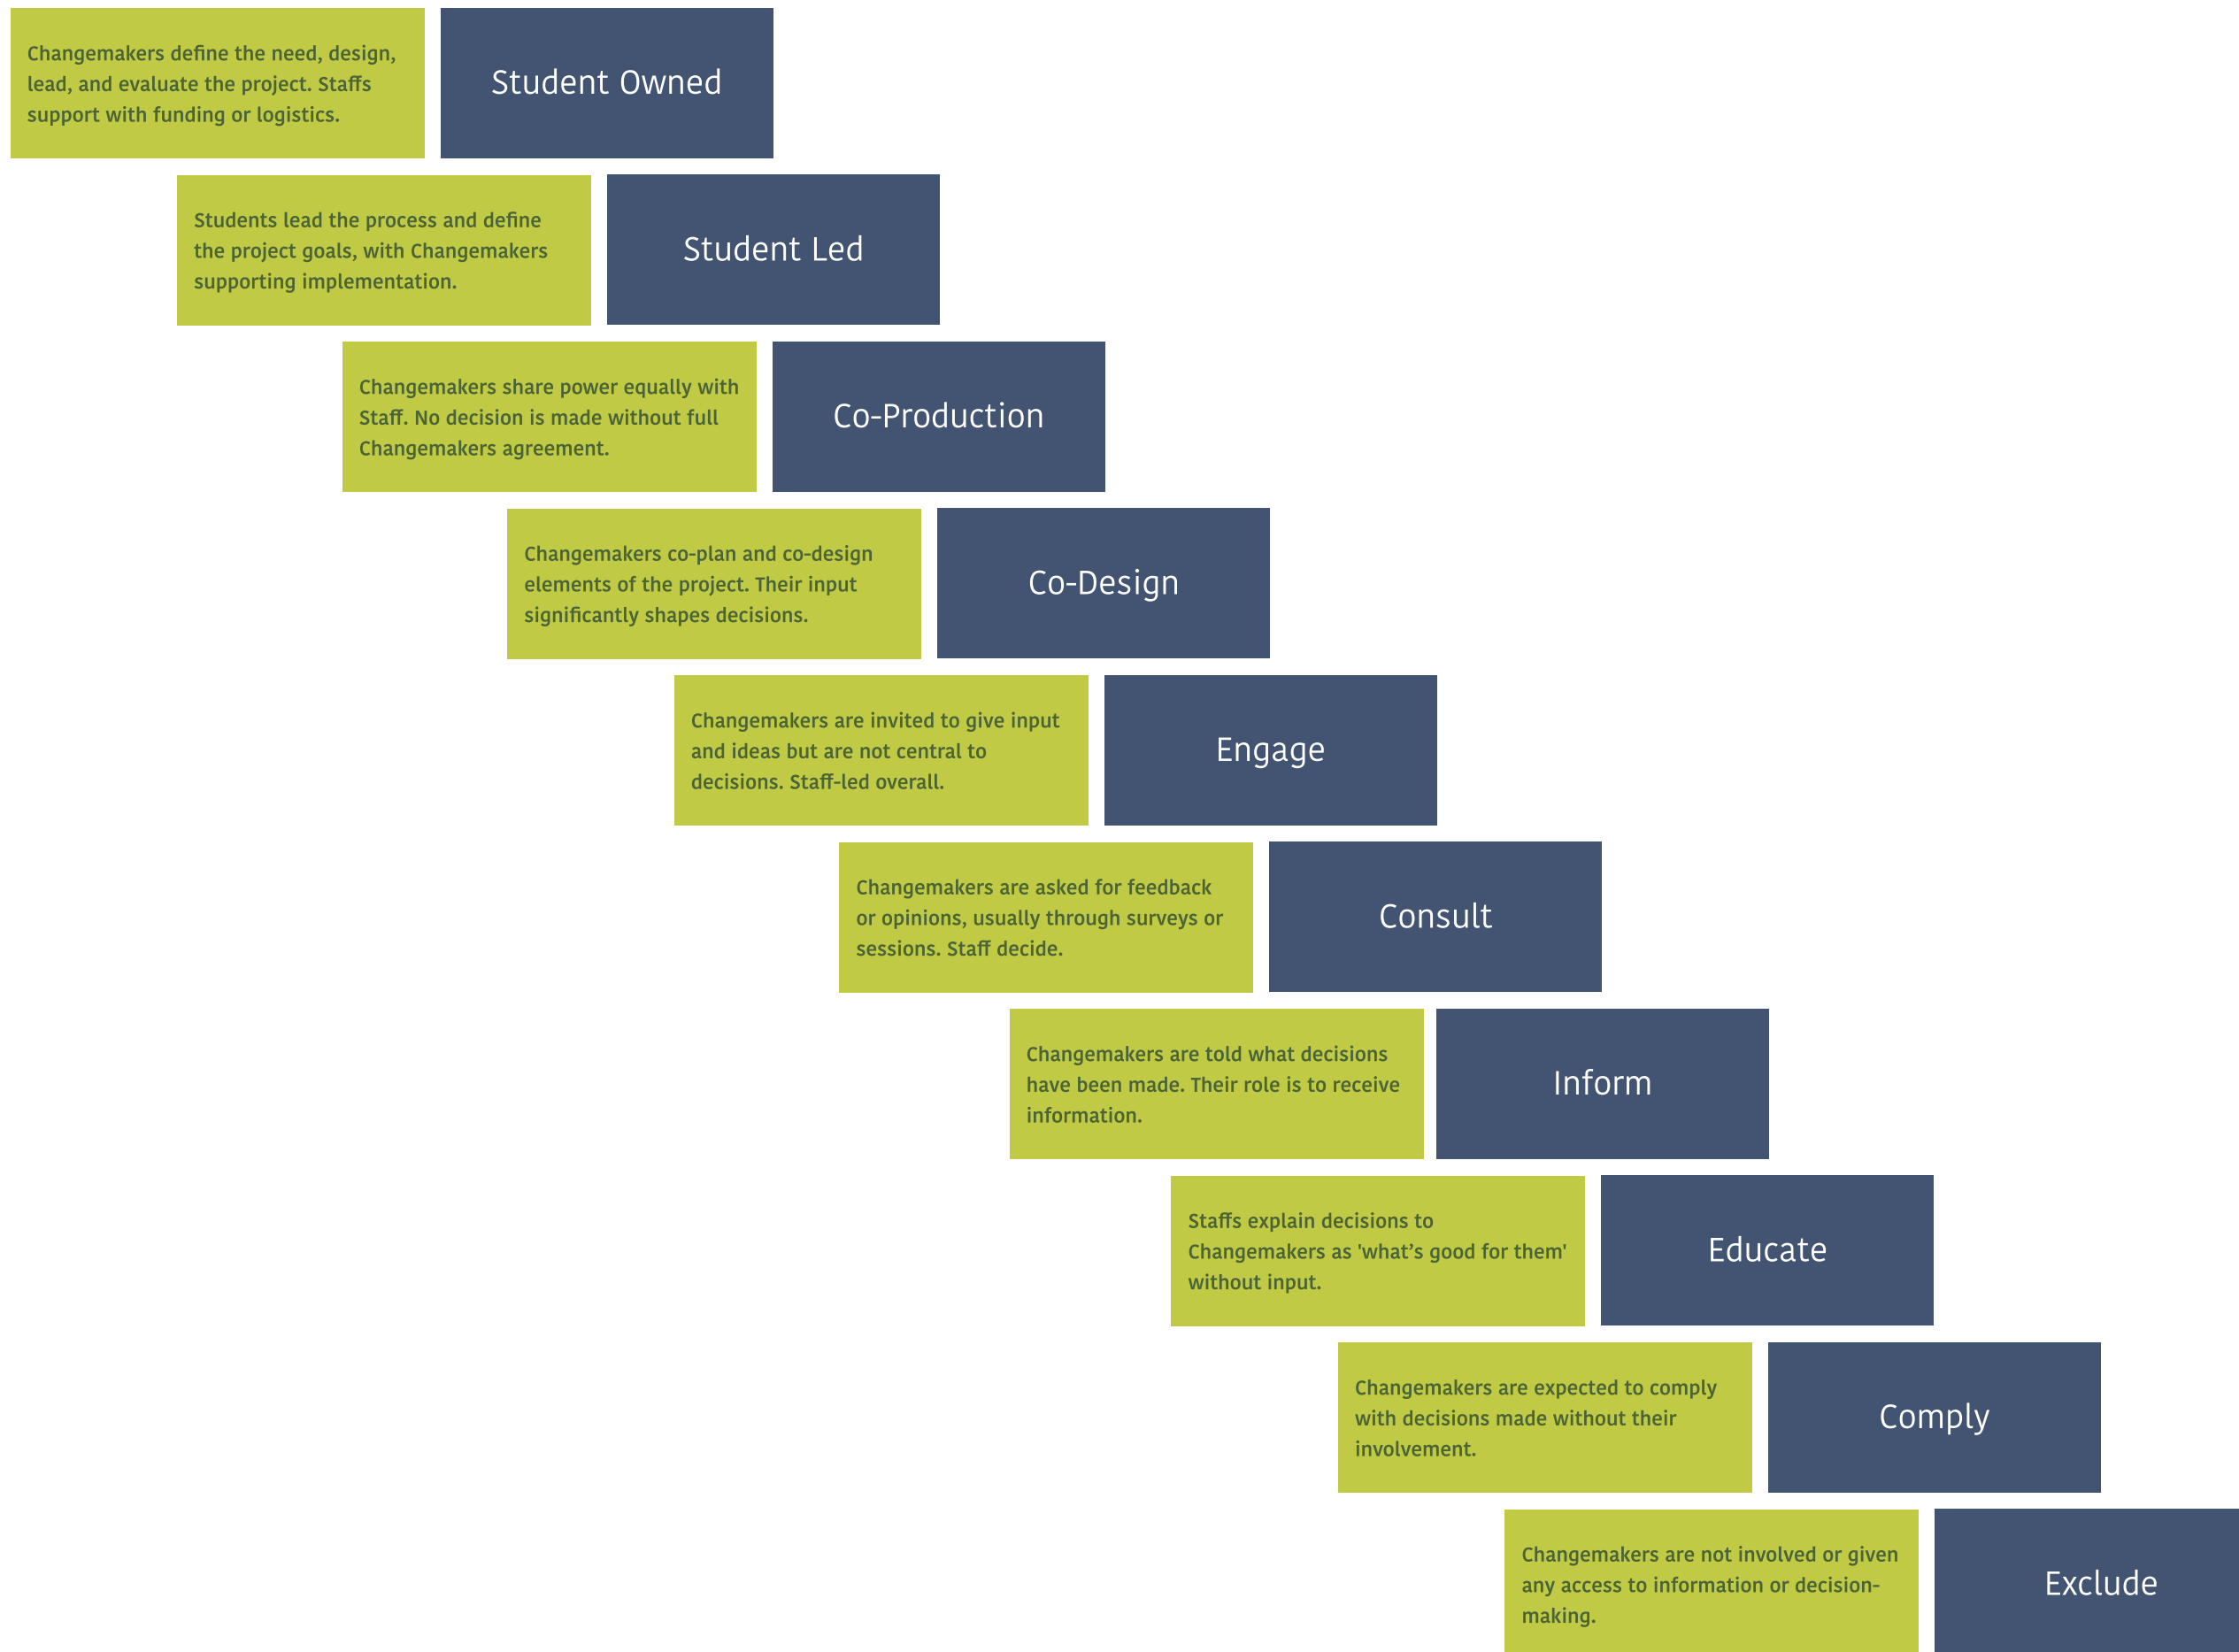 Changemakers define the need, design,
lead, and evaluate the project. Staffs
support with funding or logistics.
Student Owned
Students lead the process and define
the project goals, with Changemakers
supporting implementation.
Student Led
Changemakers share power equally with
Staff. No decision is made without full
Changemakers agreement.
Co-Production
Changemakers co-plan and co-design
elements of the project. Their input
significantly shapes decisions.
Co-Design
Changemakers are invited to give input
and ideas but are not central to
decisions. Staff-led overall.
Engage
Changemakers are asked for feedback
or opinions, usually through surveys or
sessions. Staff decide.
Consult
Changemakers are told what decisions
have been made. Their role is to receive
information.
Inform
Staffs explain decisions to
Changemakers as 'what’s good for them'
without input.
Educate
Changemakers are expected to comply
with decisions made without their
involvement.
Comply
Changemakers are not involved or given
any access to information or decision-
making.
Exclude